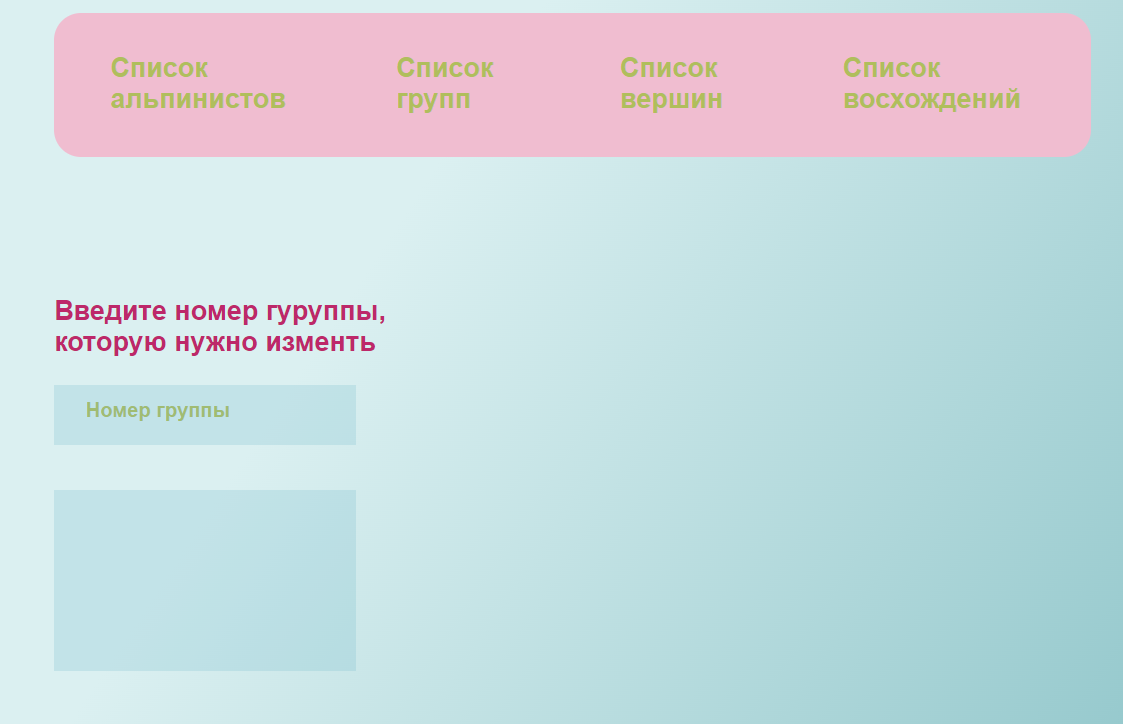 Список
альпинистов
Список
групп
Список
вершин
Список
восхождений
Введите номер гуруппы,
которую нужно изменть
Номер группы